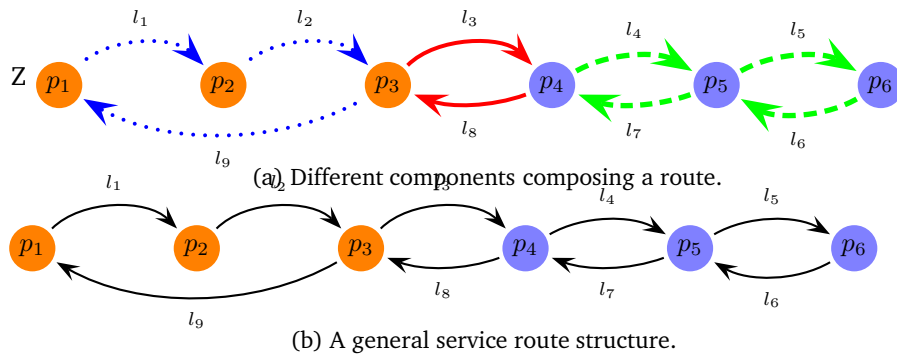 l₁ l₂ l₃ l₄ l₅
Z p₁ p₂ p₃ p₄ p₅ p₆
l₉ l₈ l₇ l₆
(a) Different components composing a route.
l₁ l₂ l₃ l₄ l₅
p₁ p₂ p₃ p₄ p₅ p₆
l₉ l₈ l₇ l₆
(b) A general service route structure.